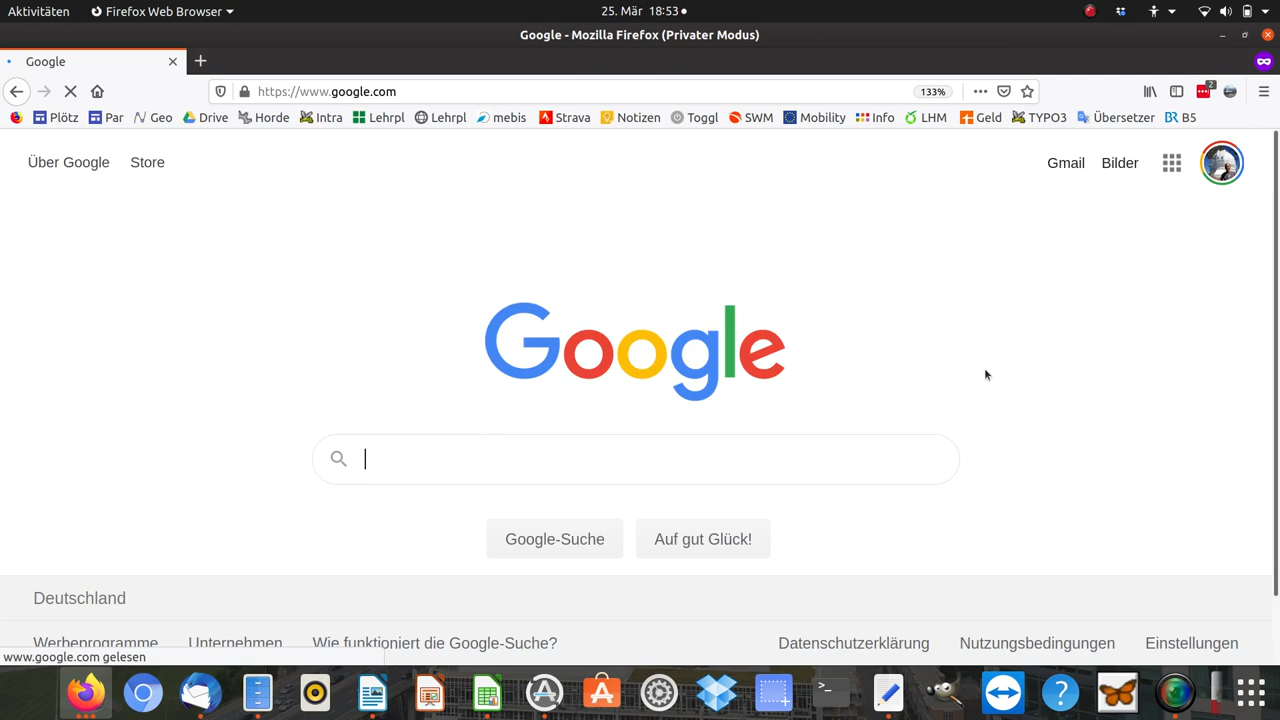 Aktivitäten Firefox Web Browser 25. Mär 18:53
Google - Mozilla Firefox (Privater Modus)
Google
https://www.google.com 133% 2
Plötz Par Geo Drive Horde Intra Lehrpl Lehrpl mebis Strava Notizen Toggl SWM Mobility Info LHM Geld TYPO3 Übersetzer BR B5
Über Google Store Gmail Bilder
Google
Google-Suche Auf gut Glück!
Deutschland
Werbeprogramme Unternehmen Wie funktioniert die Google-Suche? Datenschutzerklärung Nutzungsbedingungen Einstellungen
www.google.com gelesen